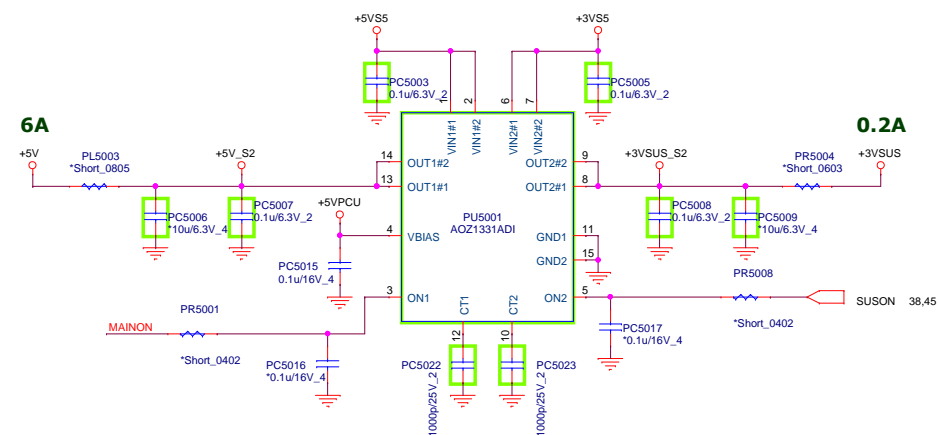 +5VS5
+3VS5
PC5003
0.1u/6.3V_2
PC5005
0.1u/6.3V_2
1
2
6
7
VIN1#1
VIN1#2
VIN2#1
VIN2#2
6A
0.2A
+5V
PL5003
*Short_0805
+5V_S2
14
OUT1#2
13
OUT1#1
OUT2#2
9
OUT2#1
8
+3VSUS_S2
PR5004
*Short_0603
+3VSUS
PC5006
*10u/6.3V_4
PC5007
0.1u/6.3V_2
+5VPCU
PU5001
AOZ1331ADI
PC5008
0.1u/6.3V_2
PC5009
*10u/6.3V_4
4
VBIAS
GND1
11
GND2
15
PC5015
0.1u/16V_4
3
ON1
CT1
CT2
ON2
5
PR5008
SUSON 38,45
PR5001
MAINON
*Short_0402
*Short_0402
12
10
PC5017
*0.1u/16V_4
PC5016
*0.1u/16V_4
PC5022
1000p/25V_2
PC5023
1000p/25V_2